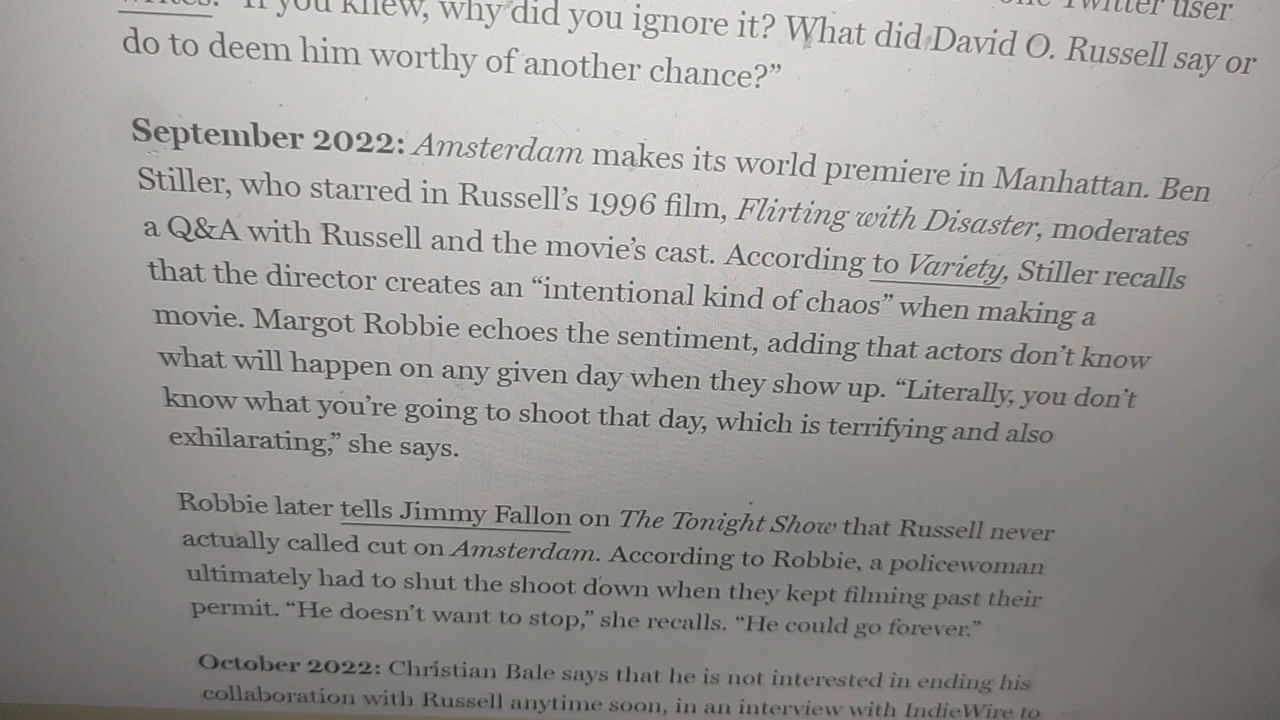 "If you knew, why did you ignore it? What did David O. Russell say or
do to deem him worthy of another chance?”
September 2022: Amsterdam makes its world premiere in Manhattan. Ben
Stiller, who starred in Russell’s 1996 film, Flirting with Disaster, moderates
a Q&A with Russell and the movie’s cast. According to Variety, Stiller recalls
that the director creates an “intentional kind of chaos” when making a
movie. Margot Robbie echoes the sentiment, adding that actors don’t know
what will happen on any given day when they show up. “Literally, you don’t
know what you’re going to shoot that day, which is terrifying and also
exhilarating,” she says.
Robbie later tells Jimmy Fallon on The Tonight Show that Russell never
actually called cut on Amsterdam. According to Robbie, a policewoman
ultimately had to shut the shoot down when they kept filming past their
permit. “He doesn’t want to stop,” she recalls. “He could go forever.”
October 2022: Christian Bale says that he is not interested in ending his
collaboration with Russell anytime soon, in an interview with IndieWire to